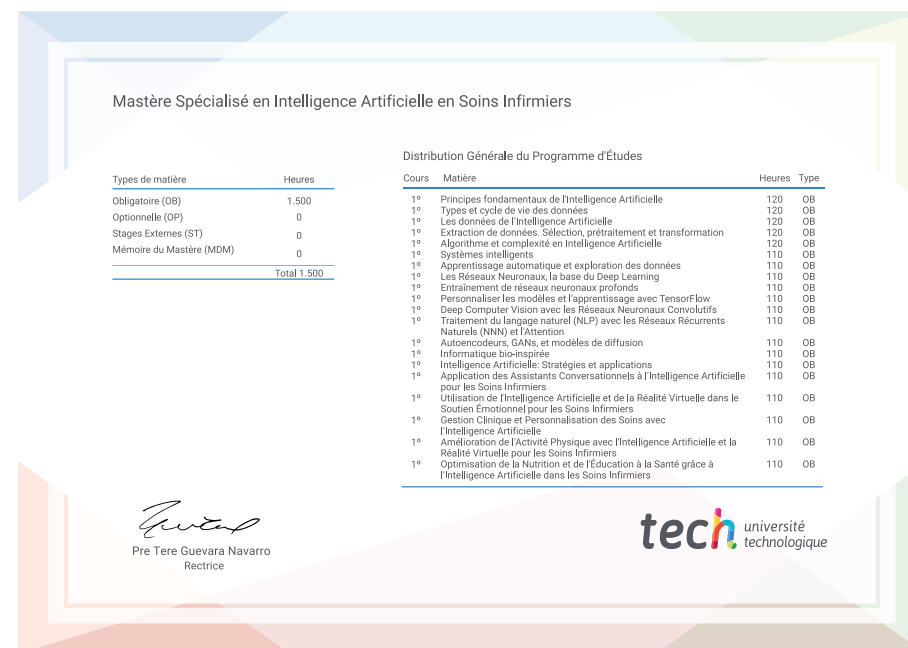 Mastère Spécialisé en Intelligence Artificielle en Soins Infirmiers
Types de matière Heures
Obligatoire (OB) 1.500
Optionnelle (OP) 0
Stages Externes (ST) 0
Mémoire du Mastère (MDM) 0
Total 1.500
Distribution Générale du Programme d'Études
Cours Matière Heures Type
1º Principes fondamentaux de l'Intelligence Artificielle 120 OB
1º Types et cycle de vie des données 120 OB
1º Les données de l'Intelligence Artificielle 120 OB
1º Extraction de données. Sélection, prétraitement et transformation 120 OB
1º Algorithme et complexité en Intelligence Artificielle 120 OB
1º Systèmes intelligents 110 OB
1º Apprentissage automatique et exploration des données 110 OB
1º Les Réseaux Neuronaux, la base du Deep Learning 110 OB
1º Entraînement de réseaux neuronaux profonds 110 OB
1º Personnaliser les modèles et l'apprentissage avec TensorFlow 110 OB
1º Deep Computer Vision avec les Réseaux Neuronaux Convolutifs 110 OB
1º Traitement du langage naturel (NLP) avec les Réseaux Récurrents 110 OB
Naturels (NNN) et l'Attention
1º Autoencodeurs, GANs, et modèles de diffusion 110 OB
1º Informatique bio-inspirée 110 OB
1º Intelligence Artificielle: Stratégies et applications 110 OB
1º Application des Assistants Conversationnels à l'Intelligence Artificielle 110 OB
pour les Soins Infirmiers
1º Utilisation de l'Intelligence Artificielle et de la Réalité Virtuelle dans le 110 OB
Soutien Émotionnel pour les Soins Infirmiers
1º Gestion Clinique et Personnalisation des Soins avec 110 OB
l'Intelligence Artificielle
1º Amélioration de l'Activité Physique avec l'Intelligence Artificielle et la 110 OB
Réalité Virtuelle pour les Soins Infirmiers
1º Optimisation de la Nutrition et de l'Éducation à la Santé grâce à 110 OB
l'Intelligence Artificielle dans les Soins Infirmiers
Pre Tere Guevara Navarro
Rectrice
tech université
technologique